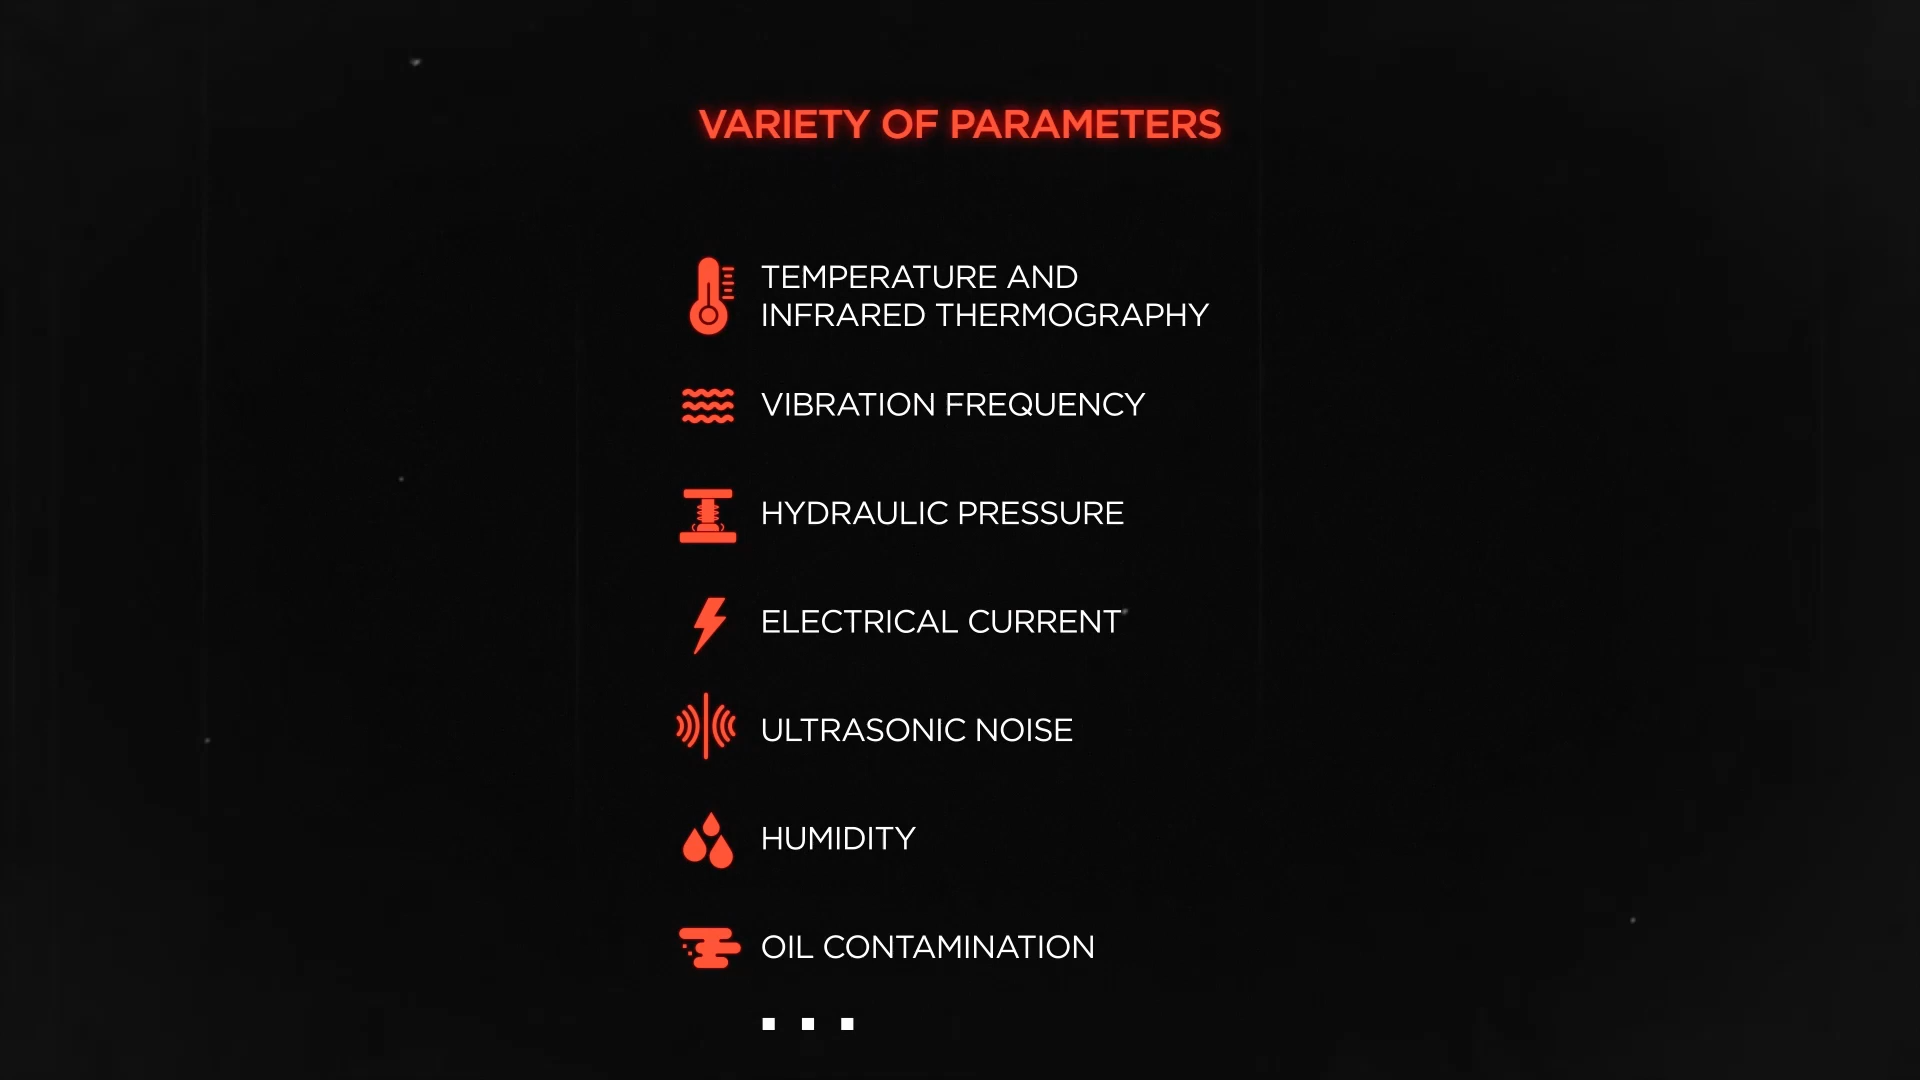 VARIETY OF PARAMETERS
TEMPERATURE AND
INFRARED THERMOGRAPHY
VIBRATION FREQUENCY
HYDRAULIC PRESSURE
ELECTRICAL CURRENT
ULTRASONIC NOISE
HUMIDITY
OIL CONTAMINATION
...